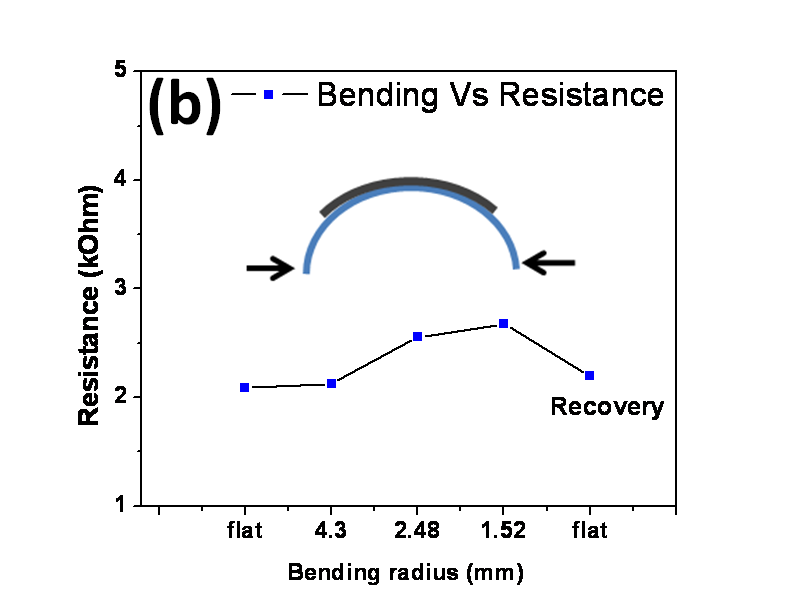 (b)
Bending Vs Resistance
5
4
3
2
1
Resistance (kOhm)
Recovery
flat 4.3 2.48 1.52 flat
Bending radius (mm)